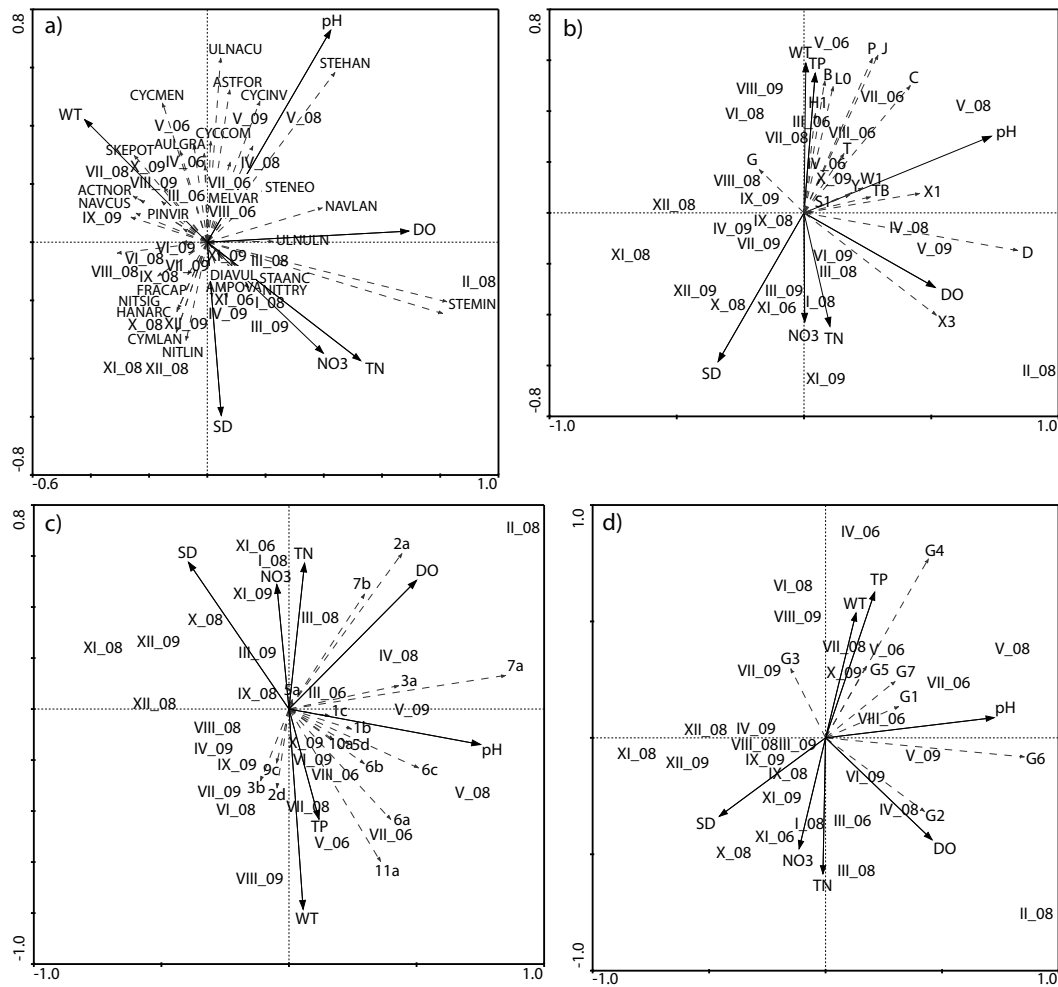 0.8
a)
pH
ULNACU
STEHAN
ASTFOR
CYCMEN
CYCINV
WT
V_06
V_09
V_08
CYCCOM
AULGRA
SKEPOT
X_09
IV_06
IV_08
VII_08
VIII_09
VII_06
STENEO
ACTNOR
III_06
MELVAR
NAVCUS
NAVLAN
IX_09
PINVIR
VIII_06
DO
ULNULN
VI_09
VI_08
XI_09
III_08
VIII_08
IX_08
VII_09
DIAVUL
STAANC
II_08
FRACAP
AMPOVA
NITTRY
NITSIG
XI_06
I_08
STEMIN
HANARC
IV_09
X_08
XII_09
III_09
CYMLAN
NITLIN
NO3
TN
XI_08
XII_08
SD
-0.8
-0.6
1.0
0.8
b)
WT
V_06
P
J
TP
B
L0
C
VIII_09
H1
VII_06
V_08
VI_08
III_06
VII_08
VIII_06
pH
T
G
IV_06
VIII_08
X_09
W1
Y
TB
X1
XII_08
IX_09
S1
IX_08
IV_08
IV_09
VII_09
V_09
D
XI_08
VI_09
III_08
XII_09
III_09
DO
X_08
XI_06
I_08
X3
NO3
TN
SD
XI_09
II_08
-0.8
-1.0
1.0
0.8
c)
II_08
SD
XI_06
TN
2a
I_08
NO3
DO
XI_09
7b
X_08
III_08
XI_08
XII_09
III_09
IV_08
7a
5a
3a
IX_08
III_06
XII_08
1c
V_09
VIII_08
1b
IV_09
X_09
10a
5d
pH
IX_09
9c
VI_09
6b
6c
VIII_06
3b
VII_09
2d
V_08
VI_08
VII_08
TP
6a
V_06
VII_06
11a
VIII_09
WT
-1.0
-1.0
1.0
1.0
d)
IV_06
G4
VI_08
TP
WT
VIII_09
VII_08
V_06
V_08
G3
VII_09
X_09
G5
G7
VII_06
G1
pH
XII_08
IV_09
VIII_06
XI_08
VIII_08
III_09
XII_09
IX_09
V_09
G6
IX_08
VI_09
XI_09
IV_08
G2
SD
I_08
III_06
XI_06
X_08
NO3
DO
III_08
TN
II_08
-1.0
-1.0
1.0